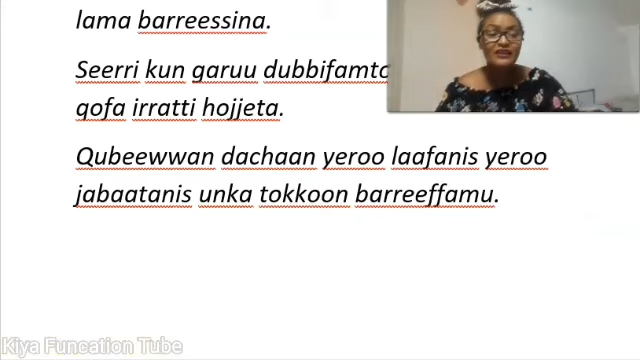 lama barreessina.
Seerri kun garuu dubbifamto
qofa irratti hojjeta.
Qubeewwan dachaan yeroo laafanis yeroo
jabaatanis unka tokkoon barreeffamu.
Kiya Funcation Tube